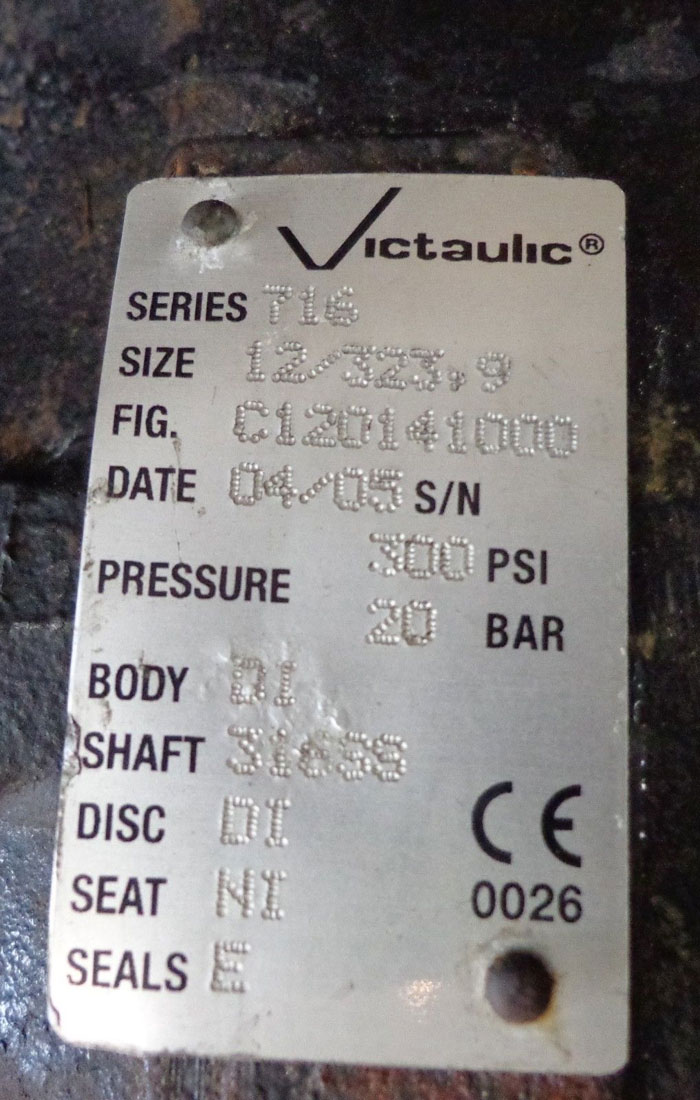 Victaulic®
SERIES 716
SIZE 12/323,9
FIG. C120141000
DATE 04/05 S/N
PRESSURE 300 PSI
20 BAR
BODY DI
SHAFT 316SS
DISC DI
SEAT NI
SEALS E
CE
0026